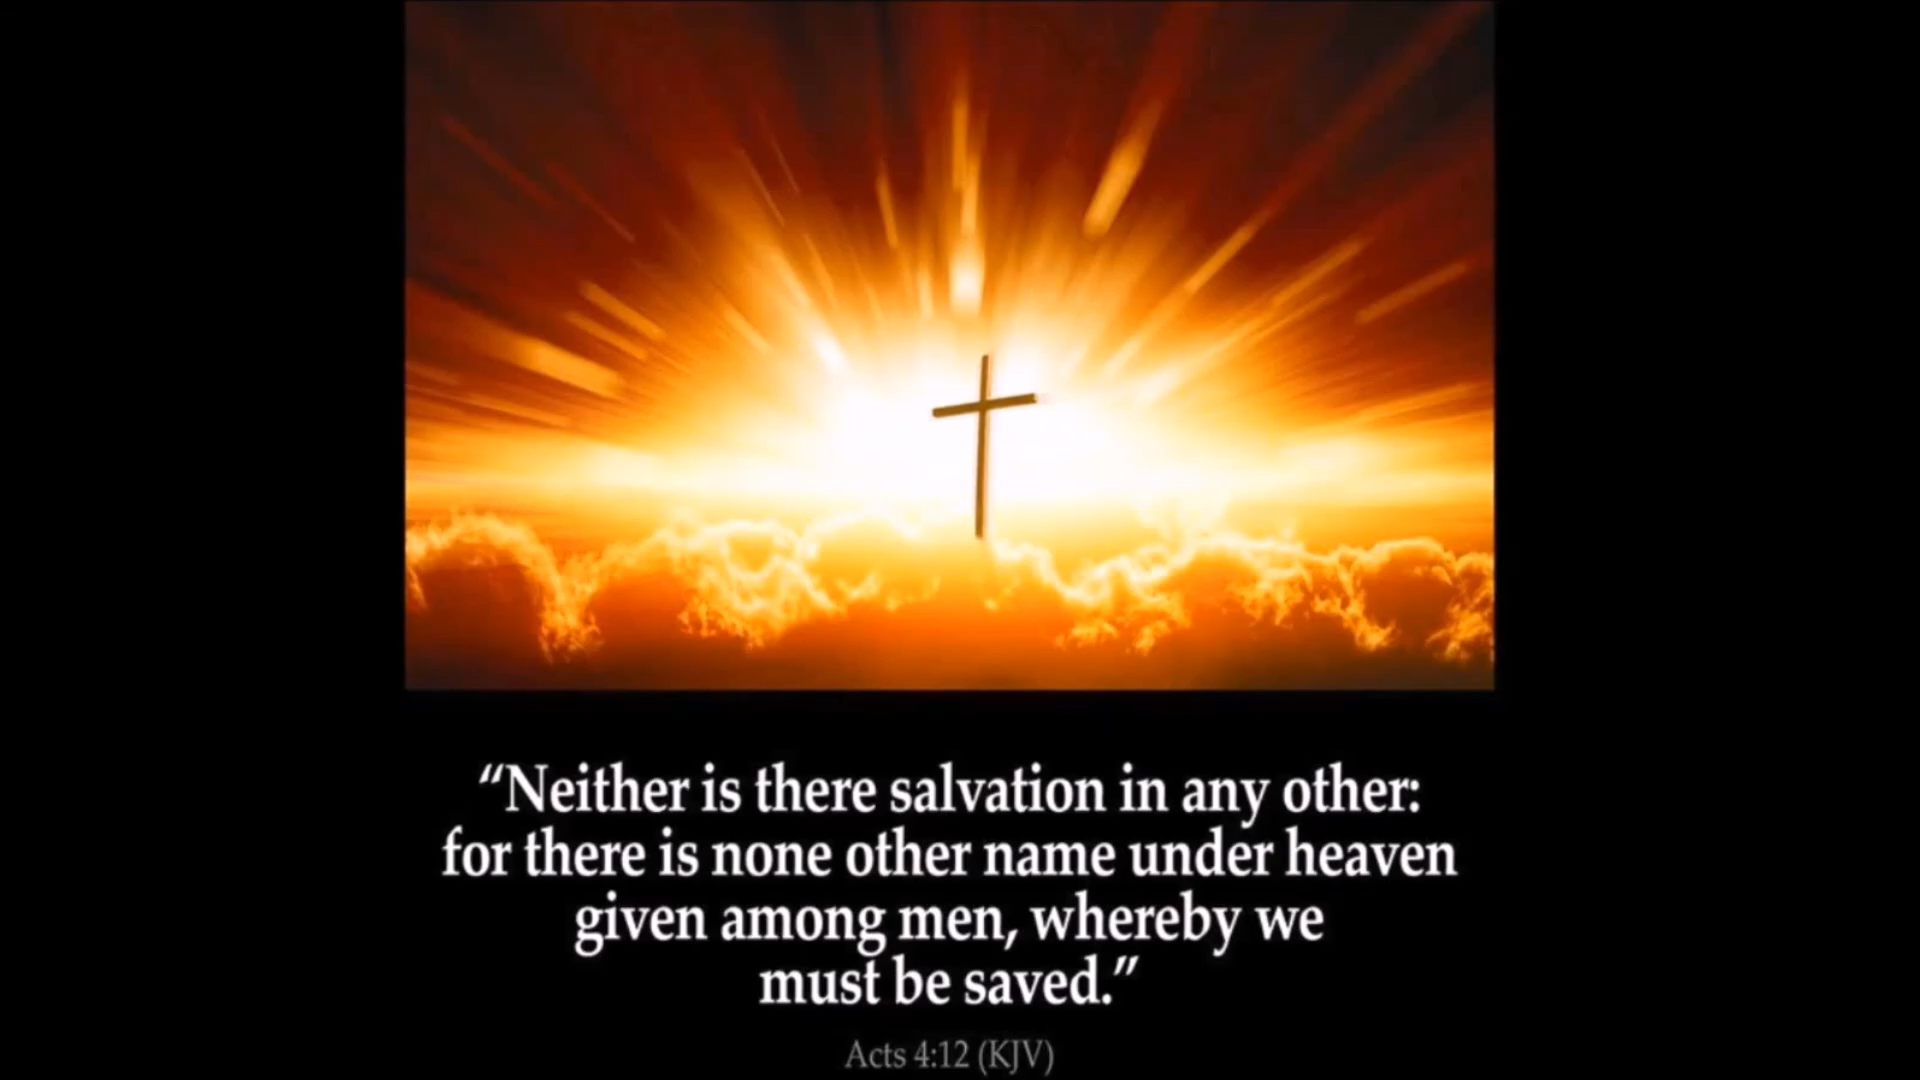 “Neither is there salvation in any other:
for there is none other name under heaven
given among men, whereby we
must be saved.”
Acts 4:12 (KJV)